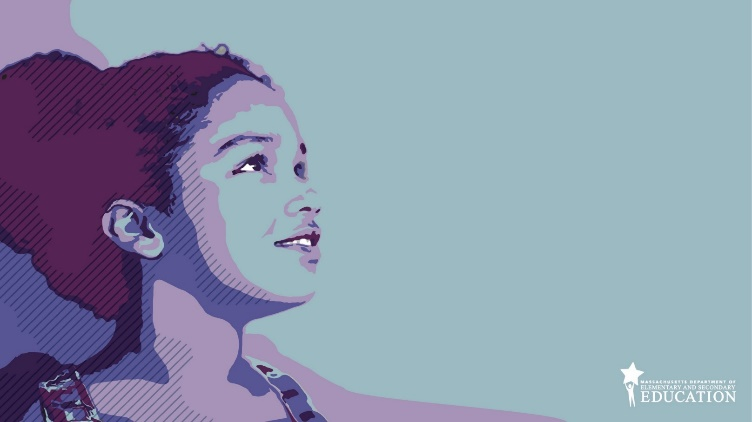 MASSACHUSETTS DEPARTMENT OF
ELEMENTARY AND SECONDARY
EDUCATION